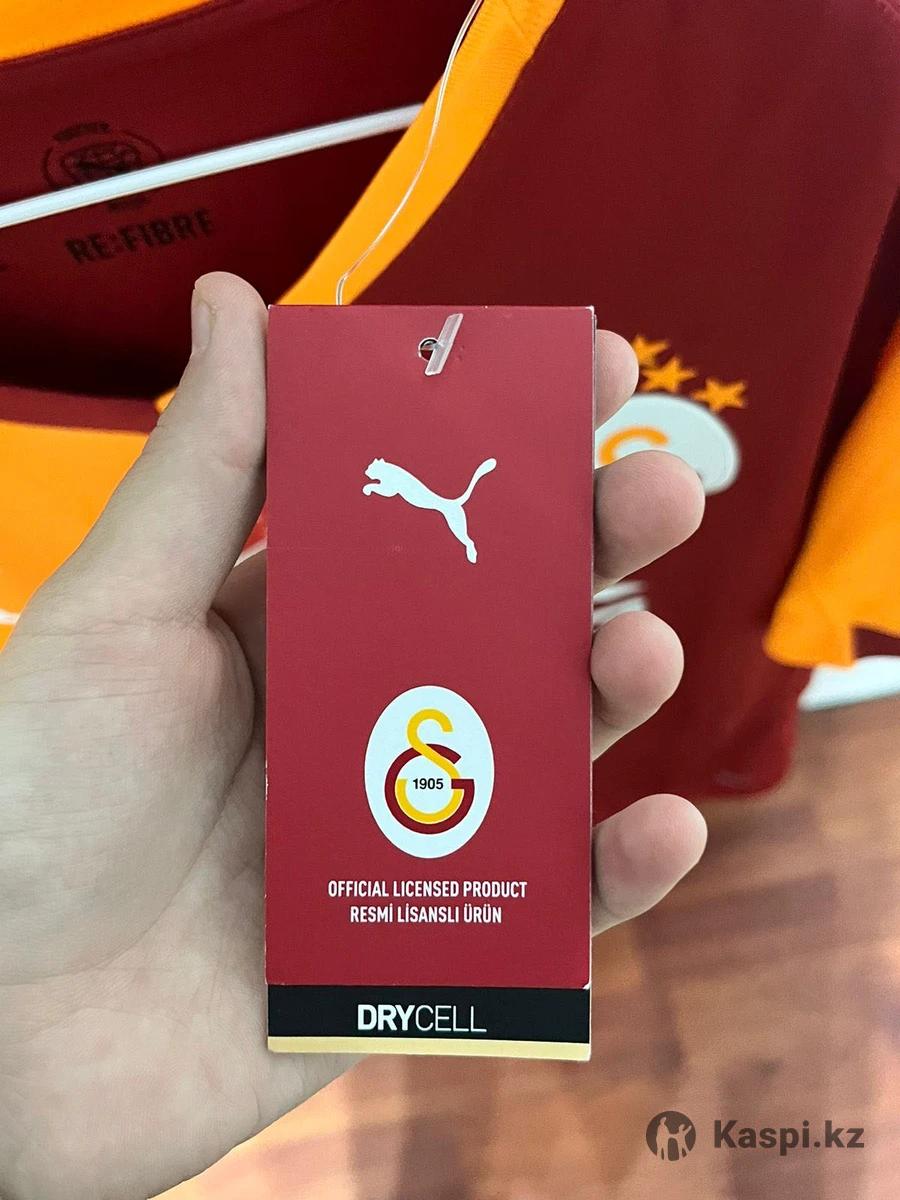 RE:FIBRE
1905
OFFICIAL LICENSED PRODUCT
RESMİ LİSANSLI ÜRÜN
DRYCELL
Kaspi.kz